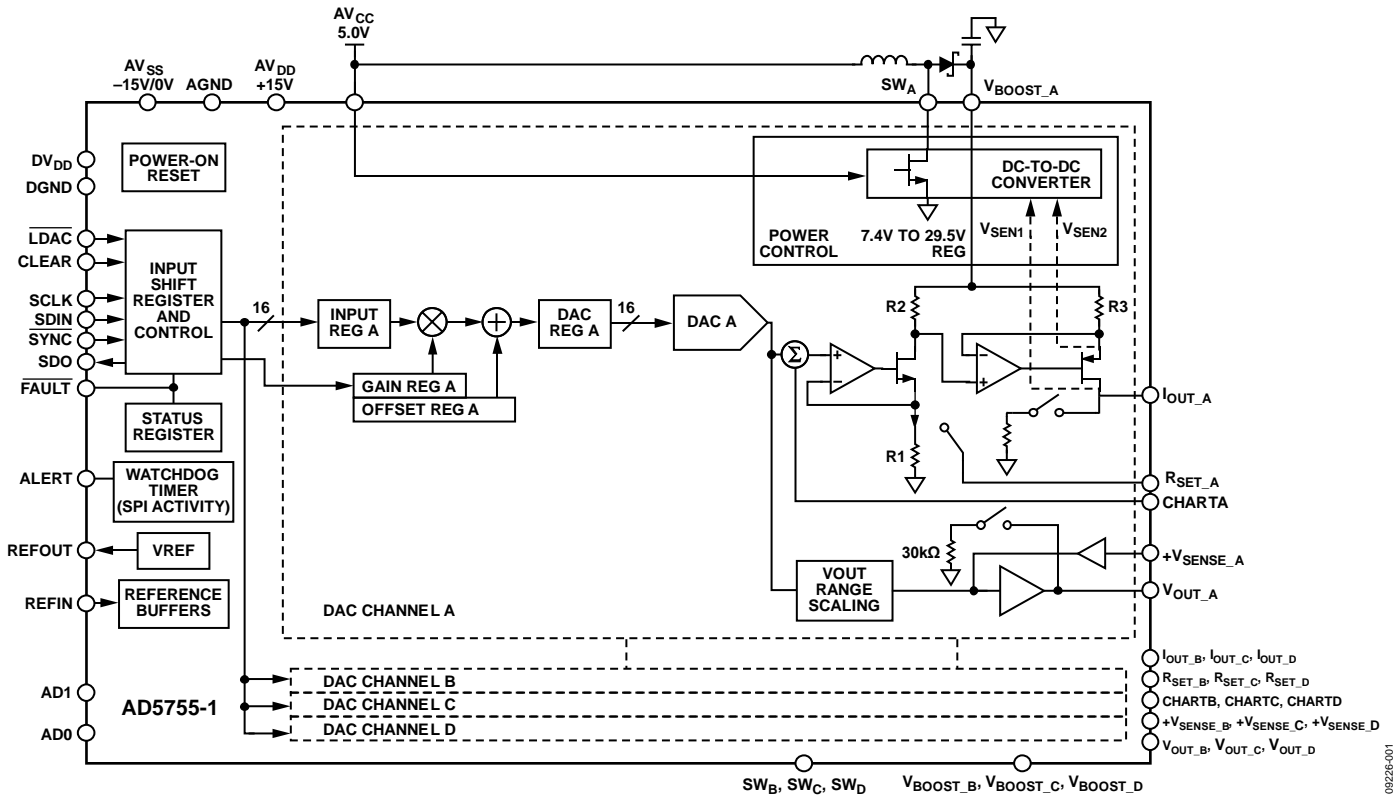 AVCC
5.0V
AVSS
–15V/0V
AGND
AVDD
+15V
SWA
VBOOST_A
DVDD
DGND
POWER-ON
RESET
DC-TO-DC
CONVERTER
POWER
CONTROL
7.4V TO 29.5V
REG
VSEN1
VSEN2
LDAC
CLEAR
SCLK
SDIN
SYNC
SDO
FAULT
INPUT
SHIFT
REGISTER
AND
CONTROL
16
INPUT
REG A
DAC
REG A
16
DAC A
R2
R3
Σ
+
–
–
+
GAIN REG A
OFFSET REG A
STATUS
REGISTER
R1
IOUT_A
RSET_A
CHARTA
ALERT
WATCHDOG
TIMER
(SPI ACTIVITY)
REFOUT
VREF
REFIN
REFERENCE
BUFFERS
30kΩ
VOUT
RANGE
SCALING
+VSENSE_A
VOUT_A
DAC CHANNEL A
DAC CHANNEL B
DAC CHANNEL C
DAC CHANNEL D
AD1
AD0
AD5755-1
IOUT_B, IOUT_C, IOUT_D
RSET_B, RSET_C, RSET_D
CHARTB, CHARTC, CHARTD
+VSENSE_B, +VSENSE_C, +VSENSE_D
VOUT_B, VOUT_C, VOUT_D
SWB, SWC, SWD
VBOOST_B, VBOOST_C, VBOOST_D
09226-001